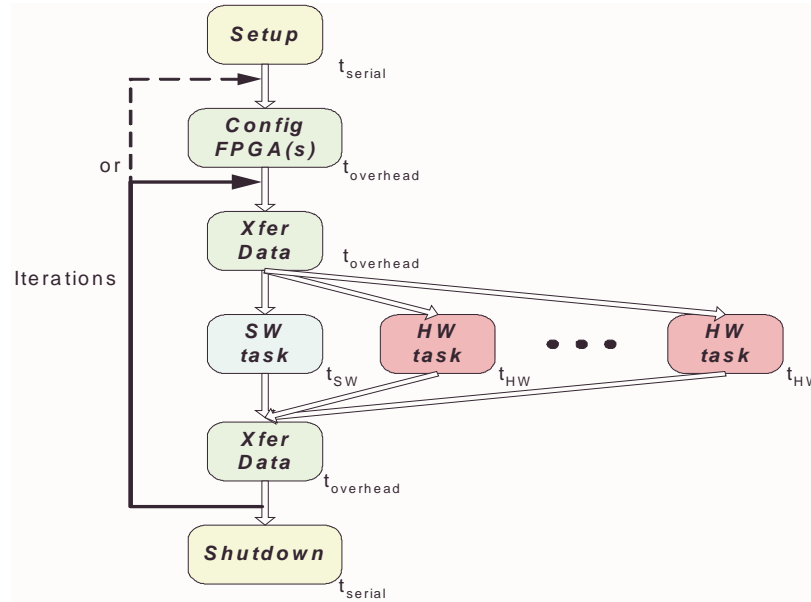 Setup
t_serial
Config
FPGA(s)
t_overhead
or
Xfer
Data
t_overhead
Iterations
SW
task
t_SW
HW
task
t_HW
HW
task
t_HW
Xfer
Data
t_overhead
Shutdown
t_serial